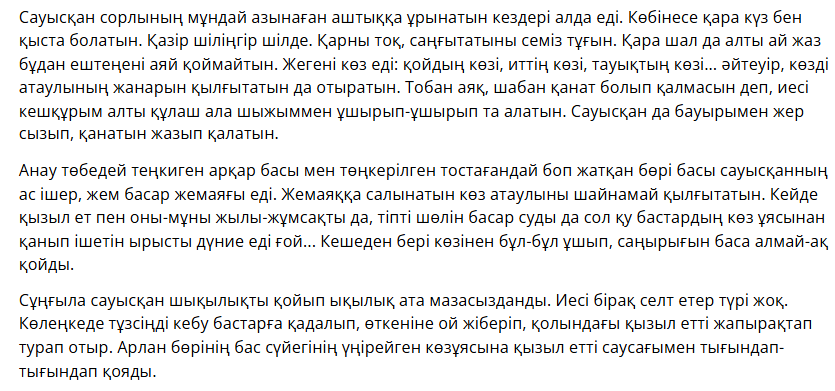 Сауысқан сорлының мұндай азынаған аштыққа ұрынатын кездері алда еді. Көбінесе қара күз бен
қыста болатын. Қазір шіліңгір шілде. Қарны тоқ, саңғытатыны семіз тұғын. Қара шал да алты ай жаз
бұдан ештеңені аяй қоймайтын. Жегені көз еді: қойдың көзі, иттің көзі, тауықтың көзі... әйтеуір, көзді
атаулының жанарын қылғытатын да отыратын. Тобан аяқ, шабан қанат болып қалмасын деп, иесі
кешқұрым алты құлаш ала шыжыммен ұшырып-ұшырып та алатын. Сауысқан да бауырымен жер
сызып, қанатын жазып қалатын.
Анау төбедей теңкиген арқар басы мен төңкерілген тостағандай боп жатқан бөрі басы сауысқанның
ас ішер, жем басар жемаяғы еді. Жемаяққа салынатын көз атаулыны шайнамай қылғытатын. Кейде
қызыл ет пен оны-мұны жылы-жұмсақты да, тіпті шөлін басар суды да сол қу бастардың көз ұясынан
қанып ішетін ырысты дүние еді ғой... Кешеден бері көзінен бұл-бұл ұшып, саңырығын баса алмай-ақ
қойды.
Сұңғыла сауысқан шықылықты қойып ықылық ата мазасызданды. Иесі бірақ селт етер түрі жоқ.
Көлеңкеде тұзсіңді кебу бастарға қадалып, өткеніне ой жіберіп, қолындағы қызыл етті жапырақтап
турап отыр. Арлан бөрінің бас сүйегінің үңірейген көзұясына қызыл етті саусағымен тығындап-
тығындап қояды.